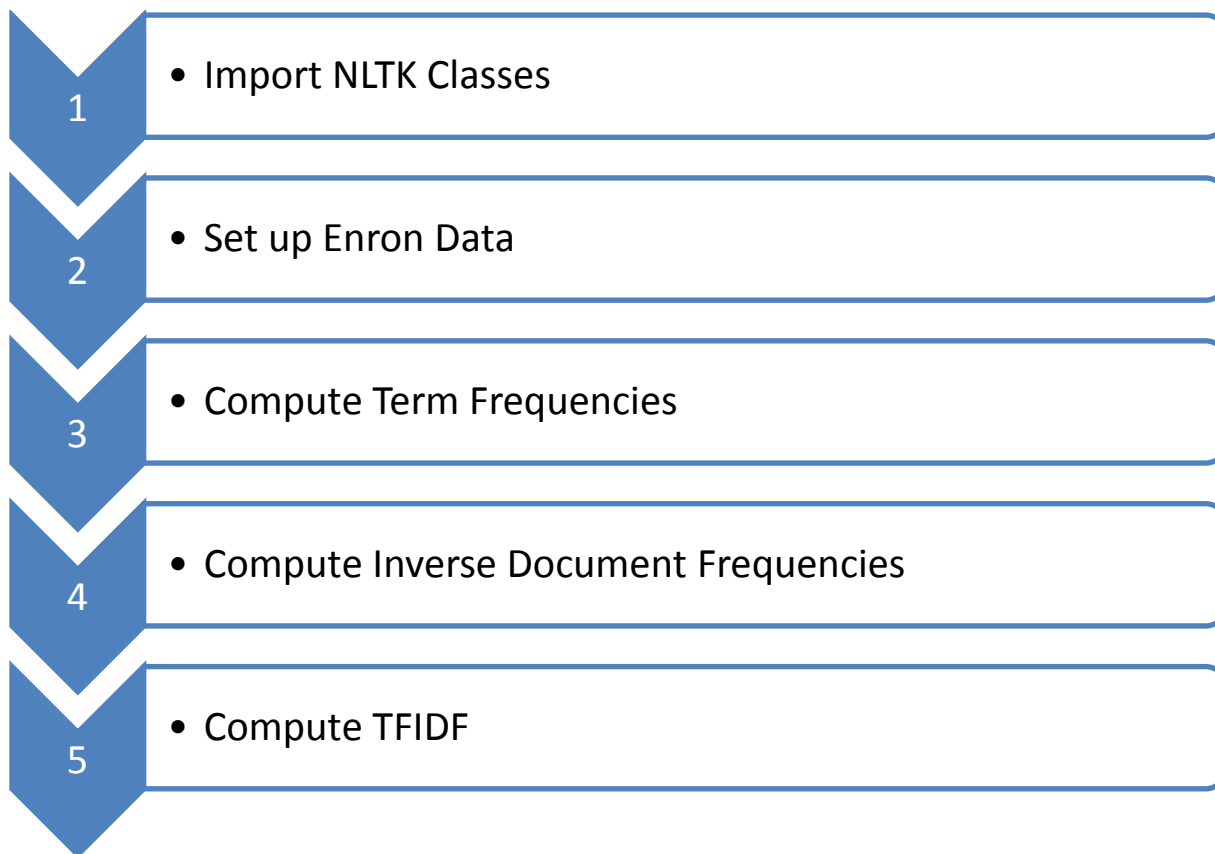 1
• Import NLTK Classes
2
• Set up Enron Data
3
• Compute Term Frequencies
4
• Compute Inverse Document Frequencies
5
• Compute TFIDF